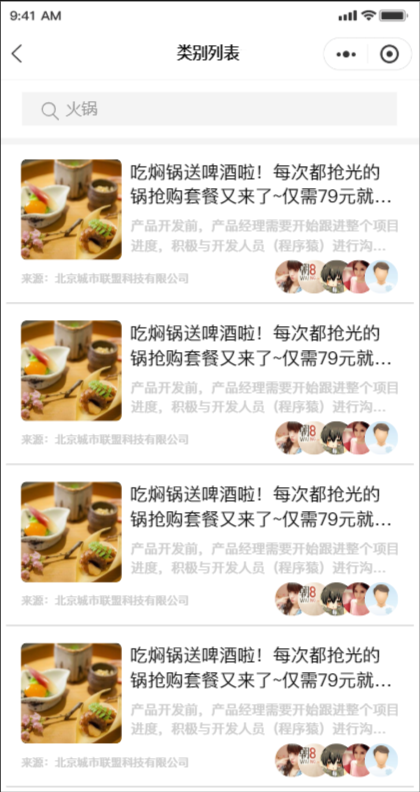 9:41 AM
类别列表
火锅
吃焖锅送啤酒啦！每次都抢光的
锅抢购套餐又来了~仅需79元就...
产品开发前，产品经理需要开始跟进整个项目
进度，积极与开发人员（程序猿）进行沟...
来源：北京城市联盟科技有限公司
吃焖锅送啤酒啦！每次都抢光的
锅抢购套餐又来了~仅需79元就...
产品开发前，产品经理需要开始跟进整个项目
进度，积极与开发人员（程序猿）进行沟...
来源：北京城市联盟科技有限公司
吃焖锅送啤酒啦！每次都抢光的
锅抢购套餐又来了~仅需79元就...
产品开发前，产品经理需要开始跟进整个项目
进度，积极与开发人员（程序猿）进行沟...
来源：北京城市联盟科技有限公司
吃焖锅送啤酒啦！每次都抢光的
锅抢购套餐又来了~仅需79元就...
产品开发前，产品经理需要开始跟进整个项目
进度，积极与开发人员（程序猿）进行沟...
来源：北京城市联盟科技有限公司